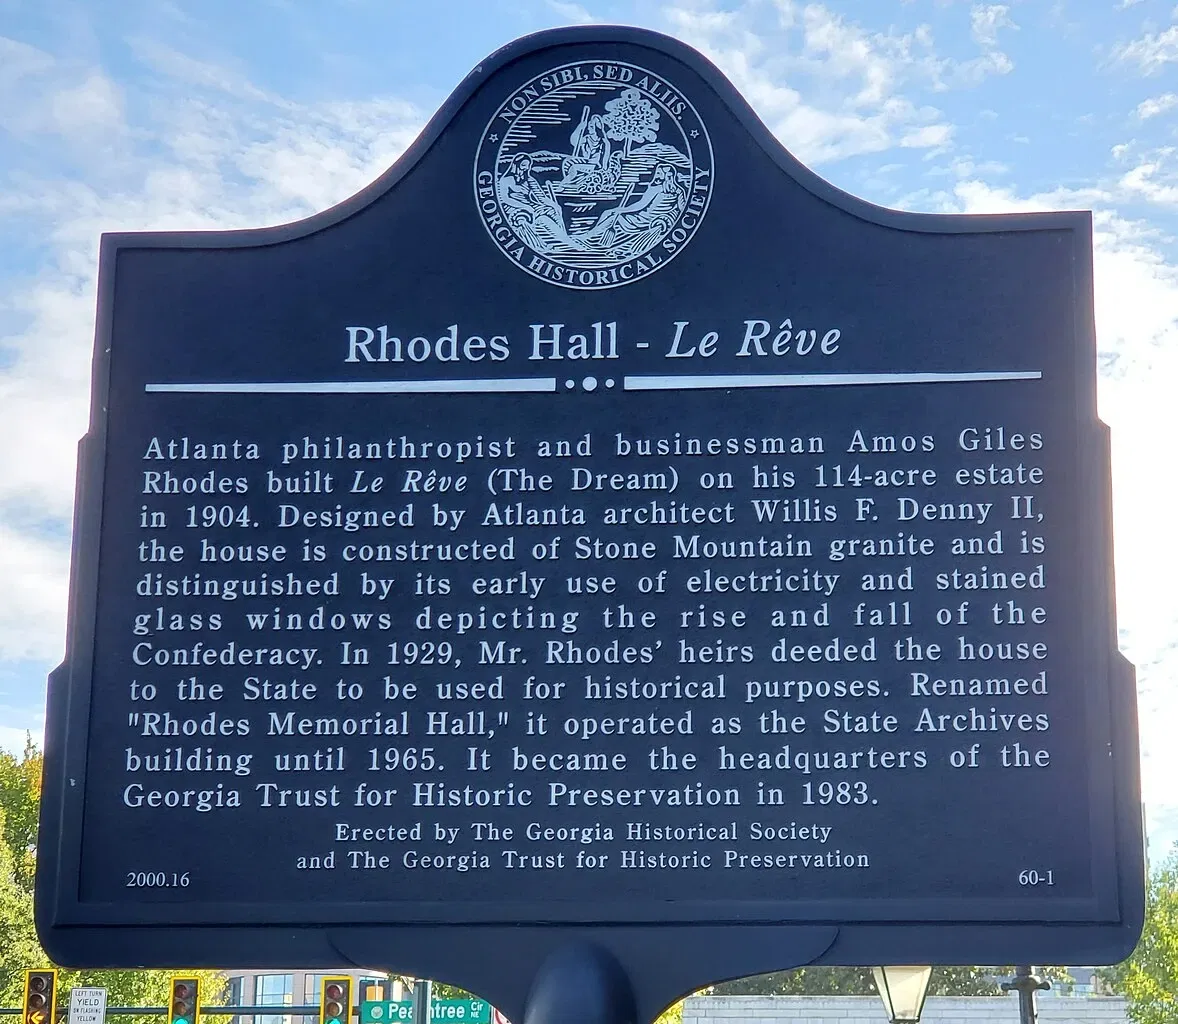 NON SIBI, SED ALIIS.
GEORGIA HISTORICAL SOCIETY
Rhodes Hall - Le Rêve
Atlanta philanthropist and businessman Amos Giles
Rhodes built Le Rêve (The Dream) on his 114-acre estate
in 1904. Designed by Atlanta architect Willis F. Denny II,
the house is constructed of Stone Mountain granite and is
distinguished by its early use of electricity and stained
glass windows depicting the rise and fall of the
Confederacy. In 1929, Mr. Rhodes' heirs deeded the house
to the State to be used for historical purposes. Renamed
"Rhodes Memorial Hall," it operated as the State Archives
building until 1965. It became the headquarters of the
Georgia Trust for Historic Preservation in 1983.
Erected by The Georgia Historical Society
and The Georgia Trust for Historic Preservation
2000.16 60-1
LEFT TURN
YIELD
ON FLASHING
YELLOW
Cir
NE